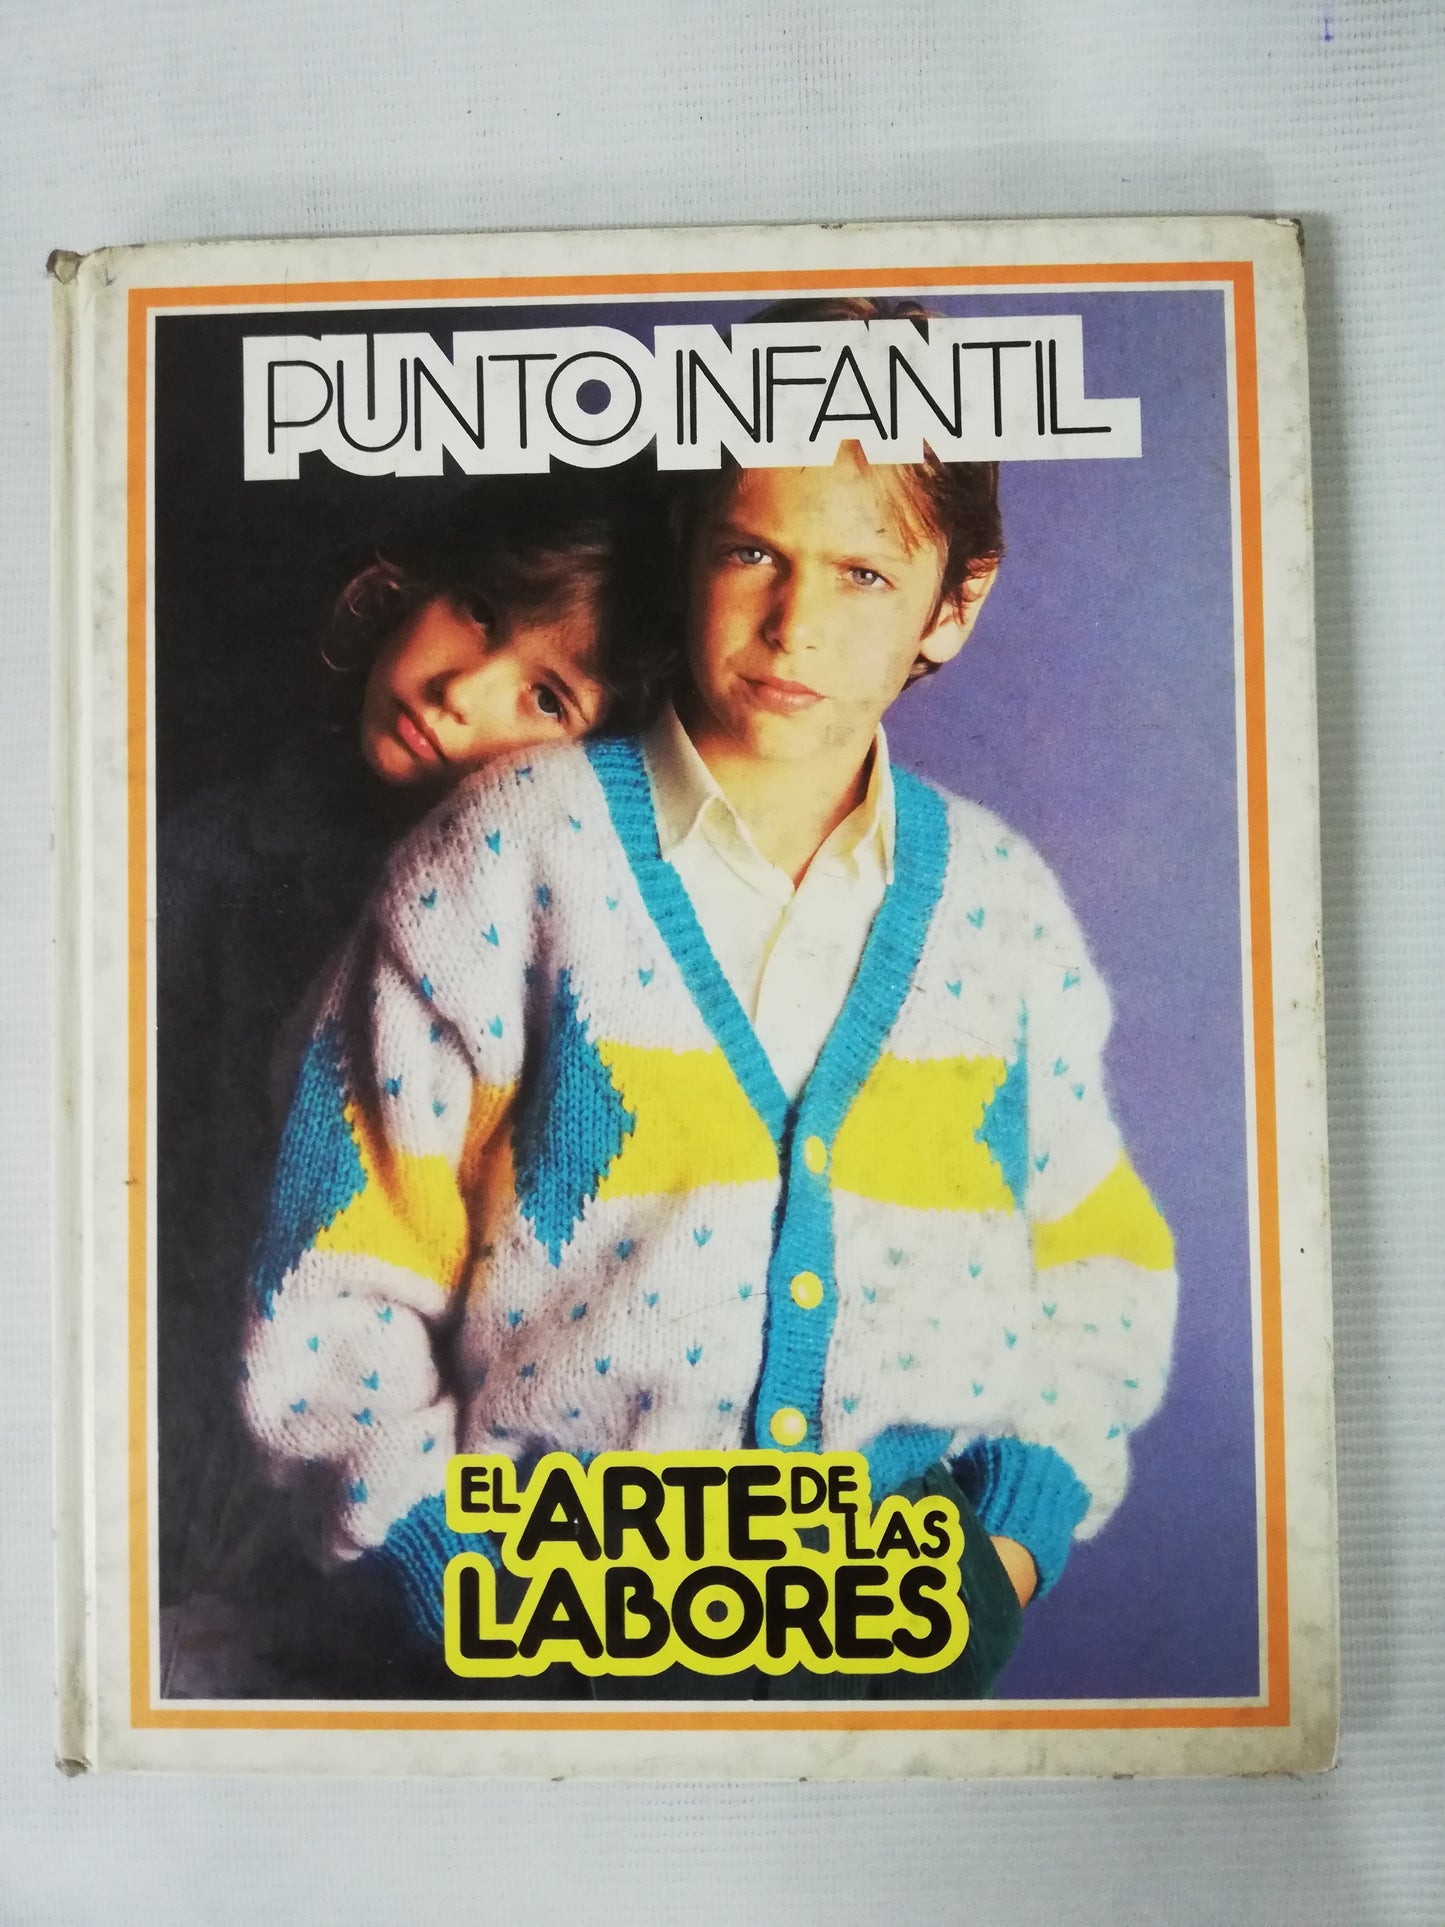 PUNTO INFANTIL
EL ARTE DE LAS
LABORES